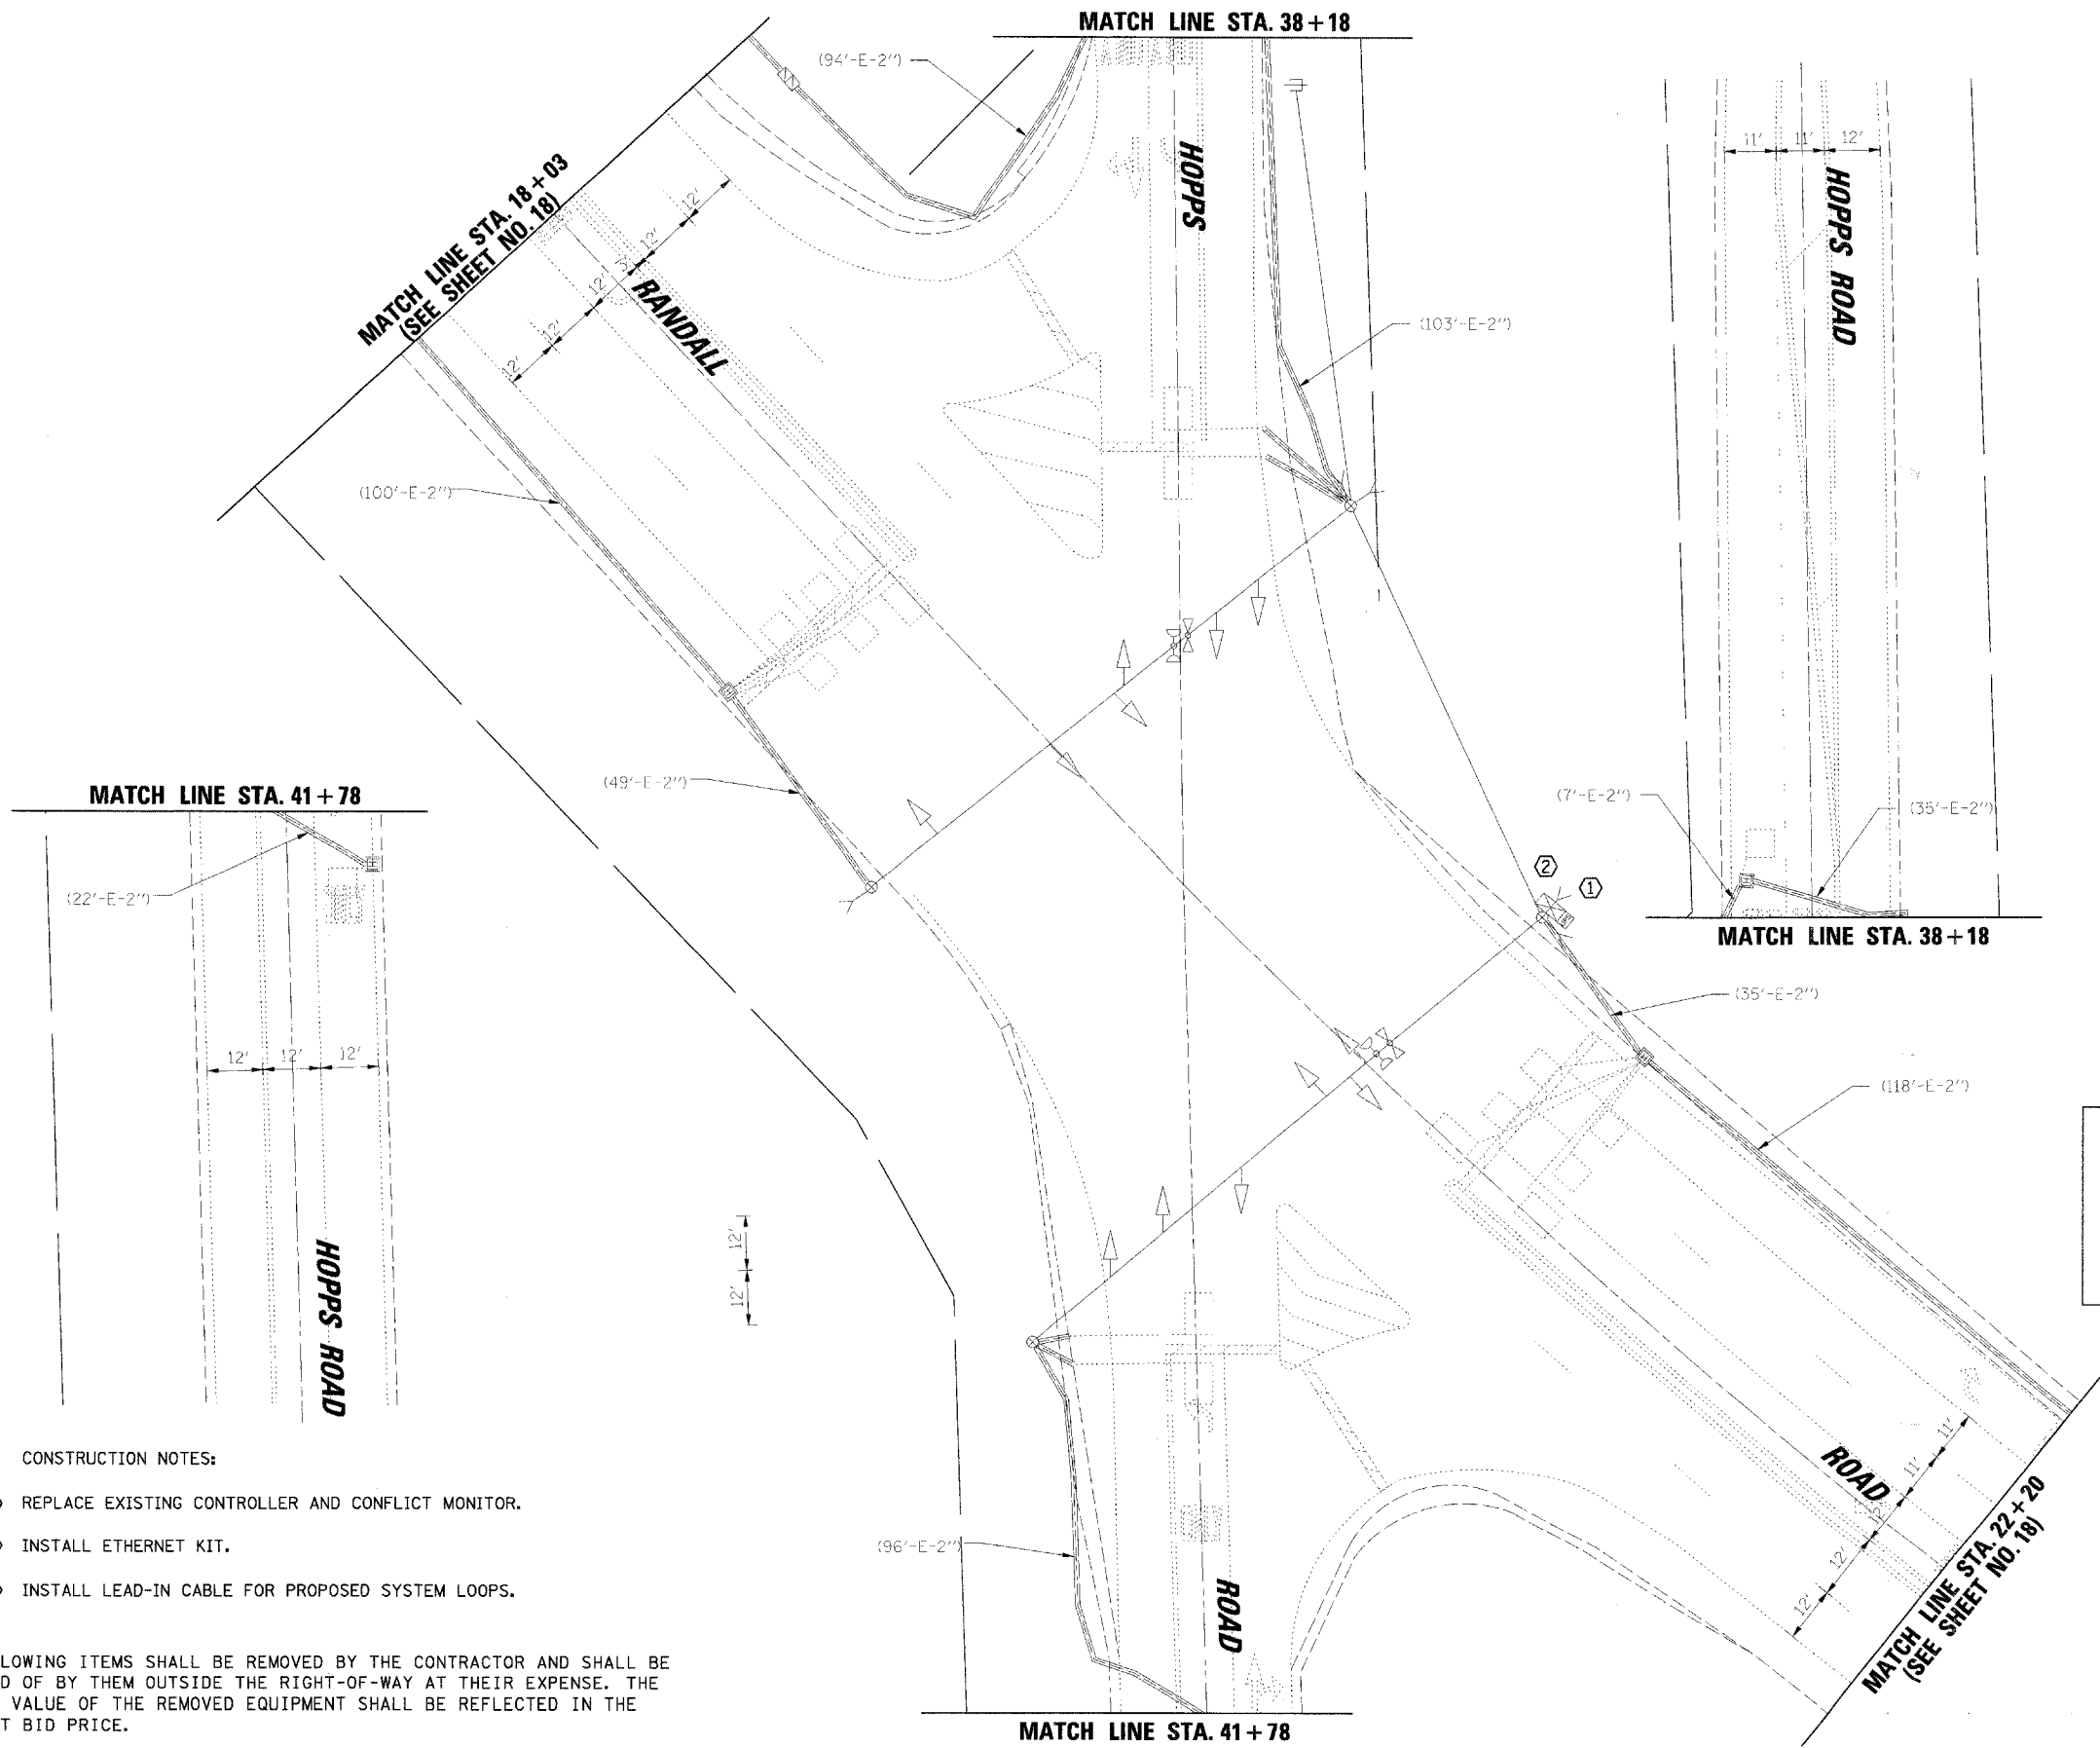 MATCH LINE STA. 38+18
(94'-E-2")
HOPPS
11'
11'
12'
HOPPS ROAD
MATCH LINE STA. 18+03
(SEE SHEET NO. 18)
12'
12'
12'
12'
12'
RANDALL
(103'-E-2")
(100'-E-2")
(49'-E-2")
MATCH LINE STA. 41+78
(22'-E-2")
(7'-E-2")
(35'-E-2")
2
1
MATCH LINE STA. 38+18
(35'-E-2")
12'
12'
12'
(118'-E-2")
12'
12'
HOPPS ROAD
ROAD
11'
11'
12'
12'
12'
MATCH LINE STA. 22+20
(SEE SHEET NO. 18)
CONSTRUCTION NOTES:
REPLACE EXISTING CONTROLLER AND CONFLICT MONITOR.
INSTALL ETHERNET KIT.
INSTALL LEAD-IN CABLE FOR PROPOSED SYSTEM LOOPS.
(96'-E-2")
ROAD
LOWING ITEMS SHALL BE REMOVED BY THE CONTRACTOR AND SHALL BE
D OF BY THEM OUTSIDE THE RIGHT-OF-WAY AT THEIR EXPENSE. THE
VALUE OF THE REMOVED EQUIPMENT SHALL BE REFLECTED IN THE
T BID PRICE.
MATCH LINE STA. 41+78